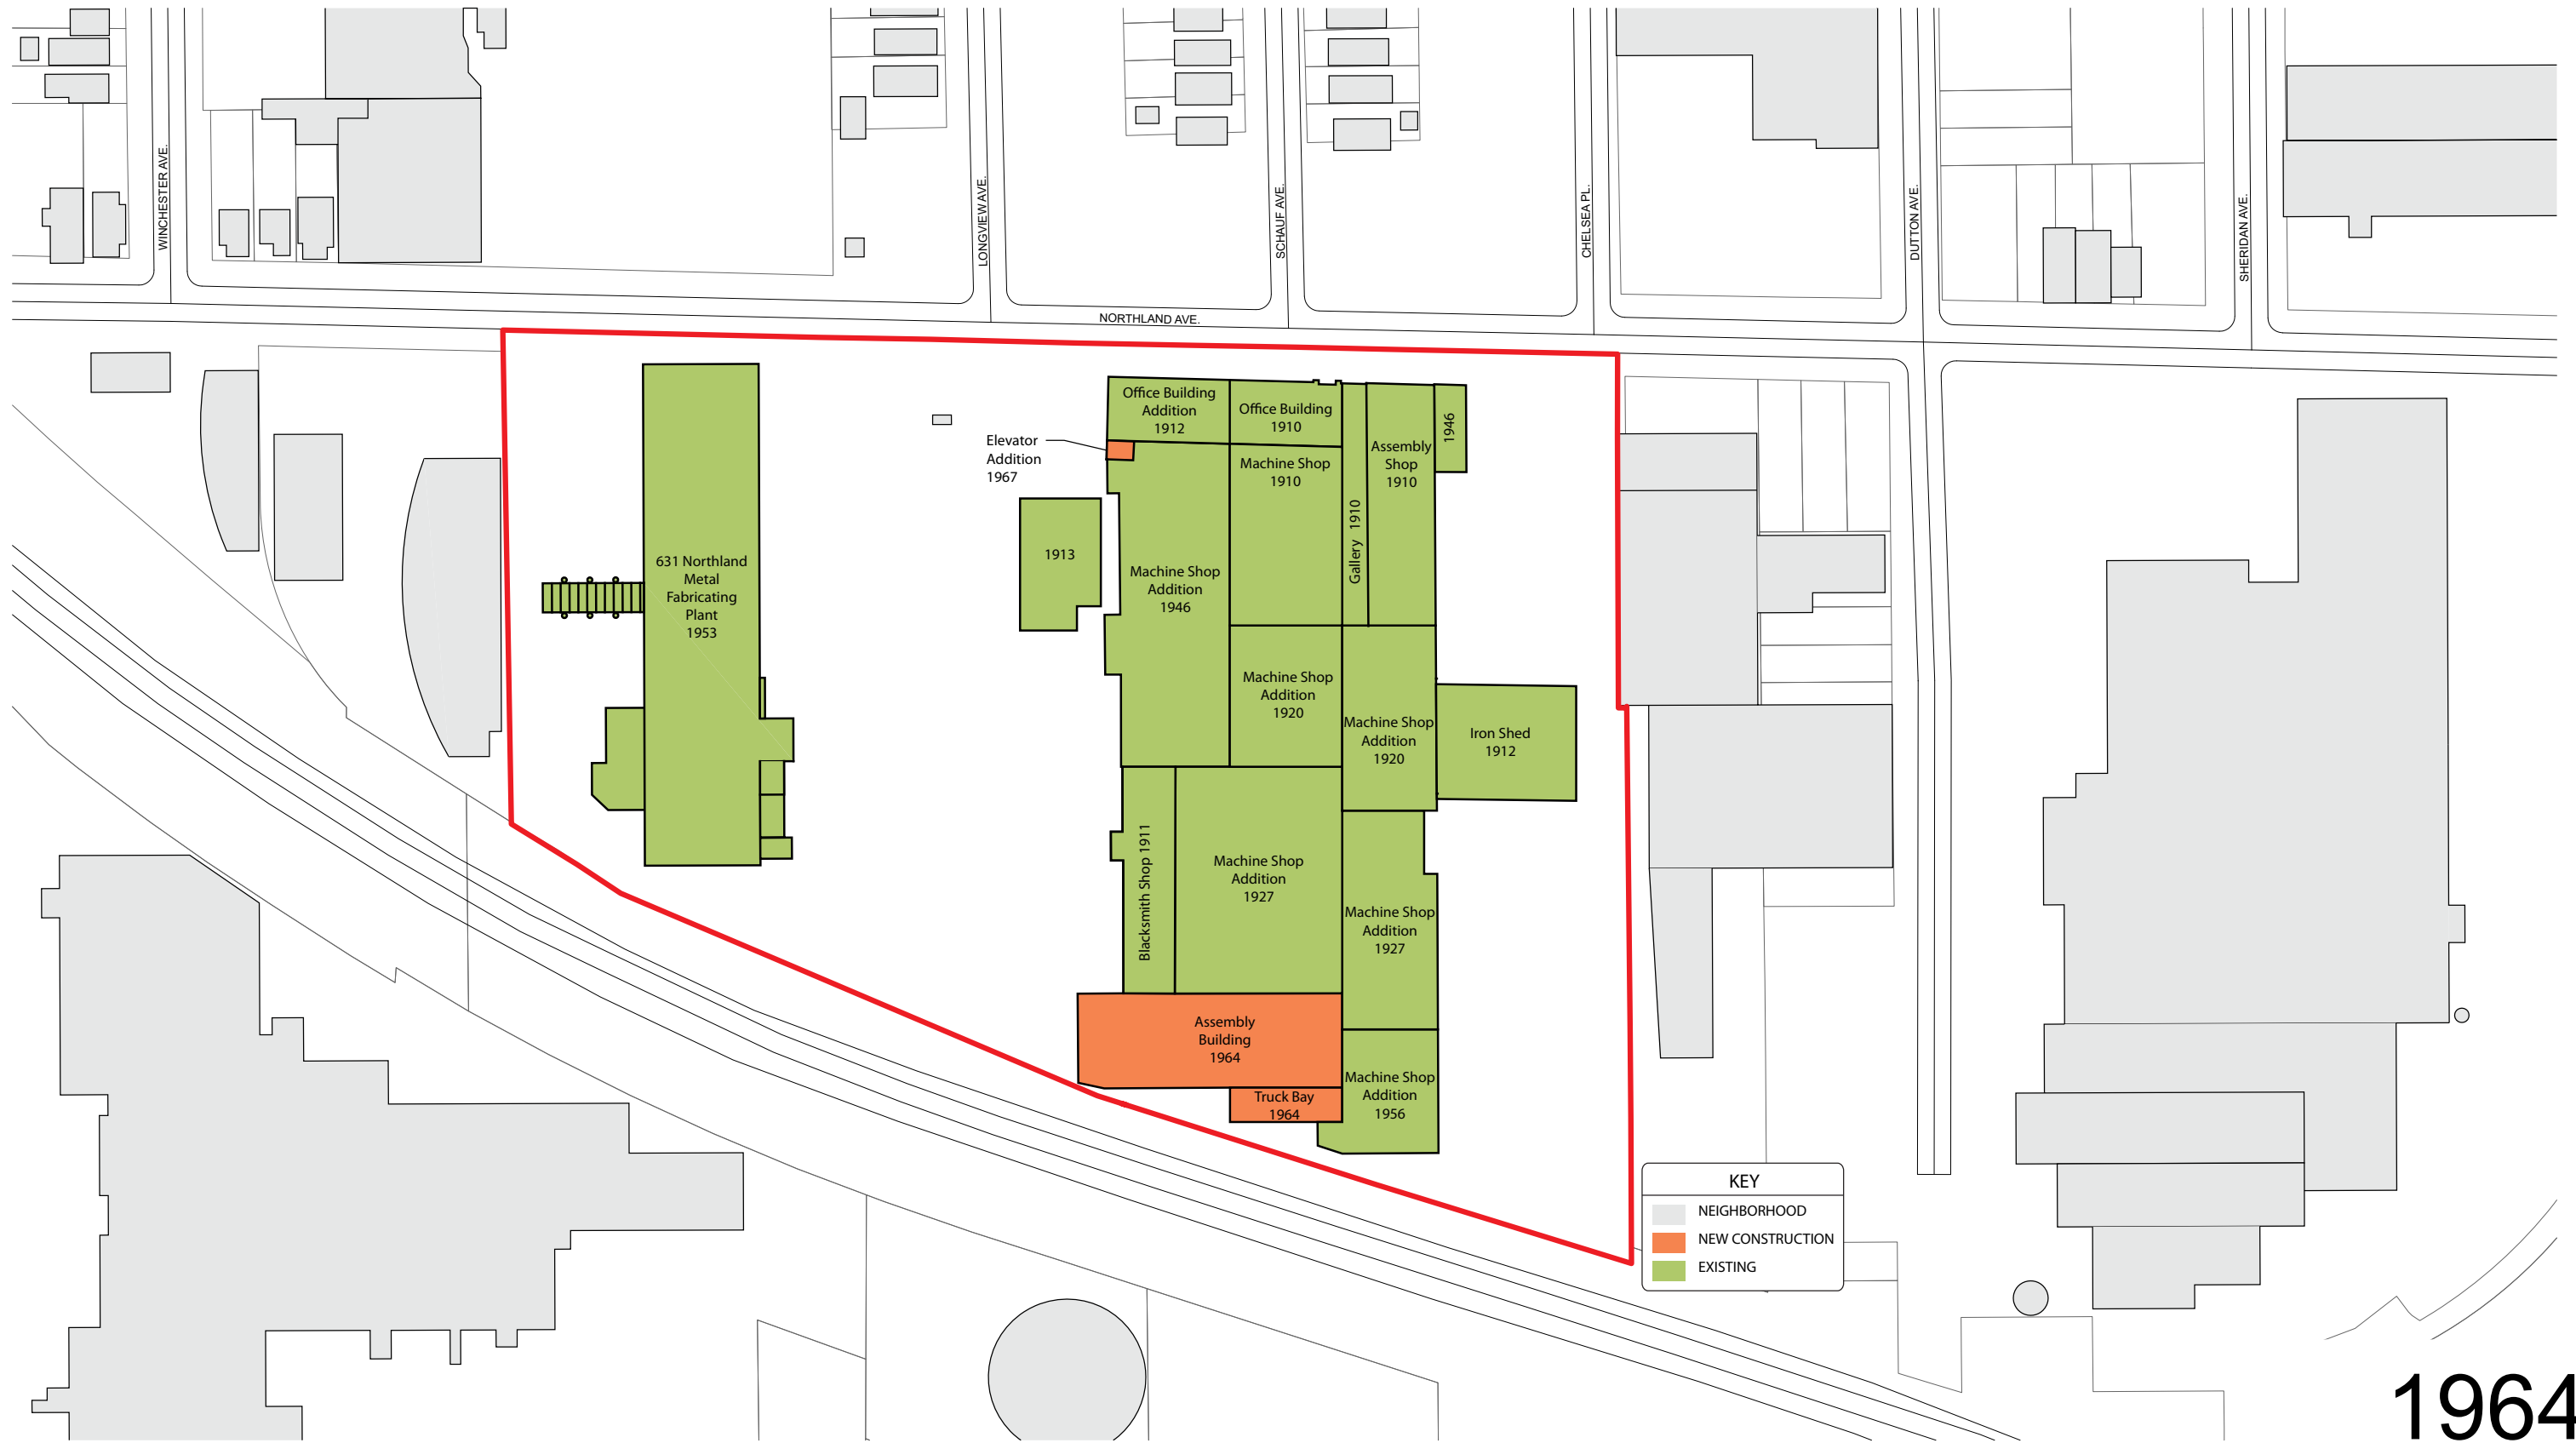 WINCHESTER AVE.
LONGVIEW AVE.
SCHAUF AVE.
CHELSEA PL.
DUTTON AVE.
SHERIDAN AVE.
NORTHLAND AVE.
631 Northland
Metal
Fabricating
Plant
1953
Elevator
Addition
1967
1913
Office Building
Addition
1912
Office Building
1910
Machine Shop
1910
Gallery 1910
Assembly
Shop
1910
1946
Machine Shop
Addition
1946
Machine Shop
Addition
1920
Machine Shop
Addition
1920
Iron Shed
1912
Blacksmith Shop 1911
Machine Shop
Addition
1927
Machine Shop
Addition
1927
Assembly
Building
1964
Truck Bay
1964
Machine Shop
Addition
1956
KEY
NEIGHBORHOOD
NEW CONSTRUCTION
EXISTING
1964